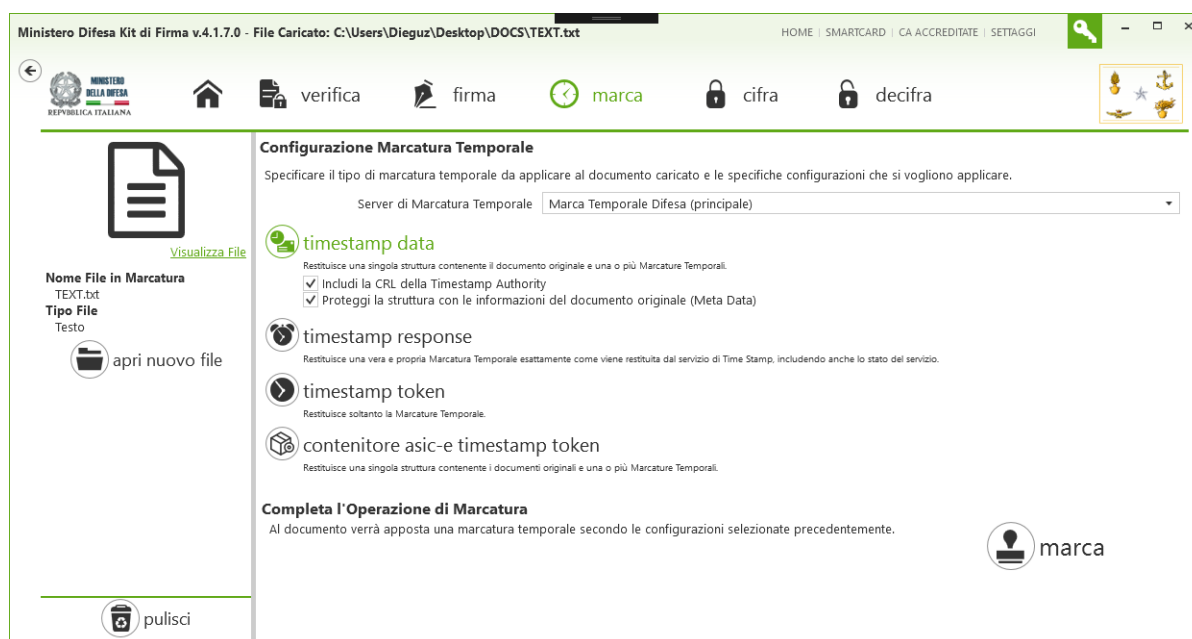 Ministero Difesa Kit di Firma v.4.1.7.0 - File Caricato: C:\Users\Dieguz\Desktop\DOCS\TEXT.txt
HOME | SMARTCARD | CA ACCREDITATE | SETTAGGI
MINISTERO
DELLA DIFESA
REPVBBLICA ITALIANA
verifica
firma
marca
cifra
decifra
Visualizza File
Nome File in Marcatura
TEXT.txt
Tipo File
Testo
apri nuovo file
pulisci
Configurazione Marcatura Temporale
Specificare il tipo di marcatura temporale da applicare al documento caricato e le specifiche configurazioni che si vogliono applicare.
Server di Marcatura Temporale Marca Temporale Difesa (principale)
timestamp data
Restituisce una singola struttura contenente il documento originale e una o più Marcature Temporali.
Includi la CRL della Timestamp Authority
Proteggi la struttura con le informazioni del documento originale (Meta Data)
timestamp response
Restituisce una vera e propria Marcatura Temporale esattamente come viene restituita dal servizio di Time Stamp, includendo anche lo stato del servizio.
timestamp token
Restituisce soltanto la Marcature Temporale.
contenitore asic-e timestamp token
Restituisce una singola struttura contenente i documenti originali e una o più Marcature Temporali.
Completa l'Operazione di Marcatura
Al documento verrà apposta una marcatura temporale secondo le configurazioni selezionate precedentemente.
marca